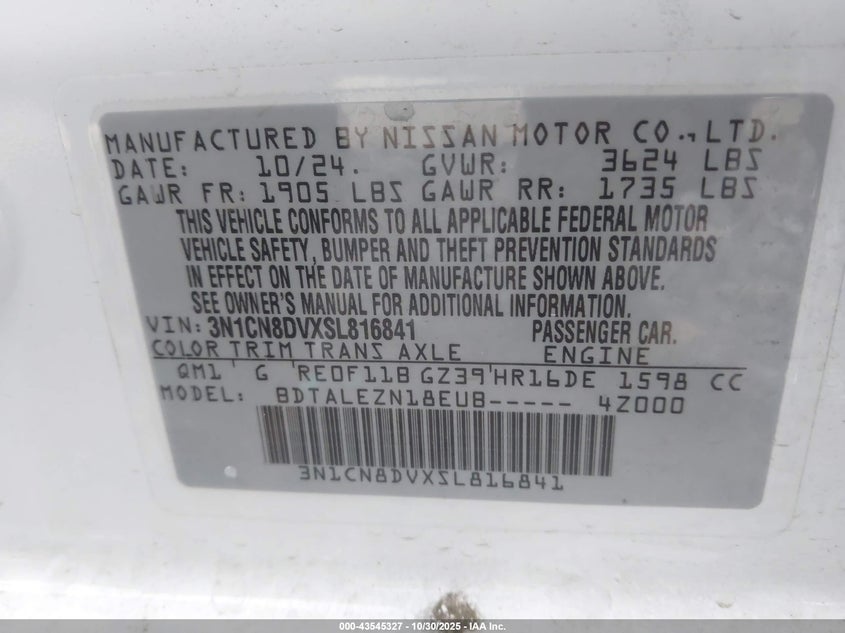 MANUFACTURED BY NISSAN MOTOR CO., LTD.
DATE: 10/24. GVWR: 3624 LBS
GAWR FR: 1905 LBS GAWR RR: 1735 LBS
THIS VEHICLE CONFORMS TO ALL APPLICABLE FEDERAL MOTOR
VEHICLE SAFETY, BUMPER AND THEFT PREVENTION STANDARDS
IN EFFECT ON THE DATE OF MANUFACTURE SHOWN ABOVE.
SEE OWNER'S MANUAL FOR ADDITIONAL INFORMATION.
VIN: 3N1CN8DVXSL816841 PASSENGER CAR.
COLOR TRIM TRANS AXLE ENGINE
QM1 G RE0F11B GZ39 HR16DE 1598 CC
MODEL: BDTALEZN18EUB----- 4Z000
3N1CN8DVXSL816841
000-43545327 - 10/30/2025 - IAA Inc.